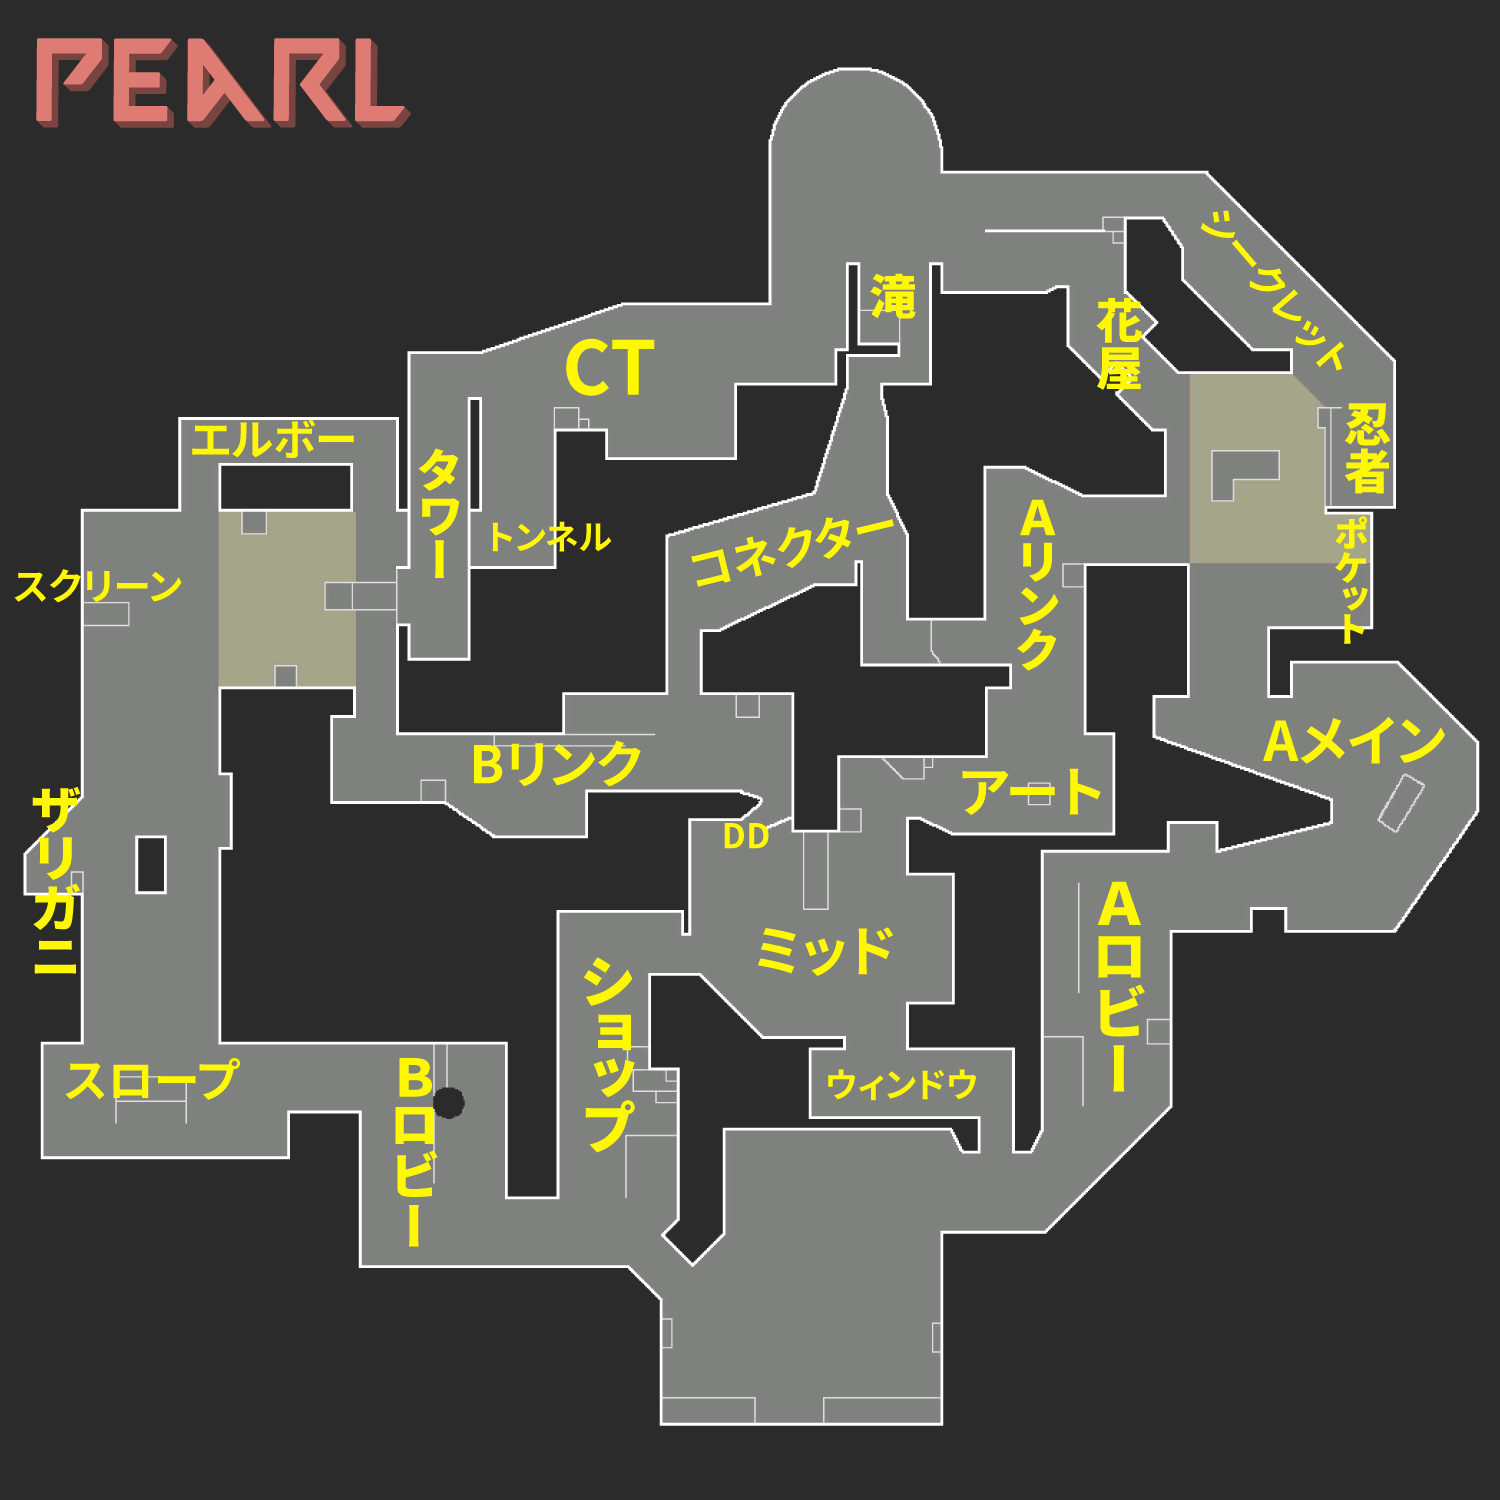 PEARL
シークレット
滝
花屋
CT
忍者
エルボー
タワー
トンネル
コネクター
Aリンク
ポケット
スクリーン
Aメイン
Bリンク
アート
DD
ザリガニ
Aロビー
ミッド
ショップ
スロープ
Bロビー
ウィンドウ